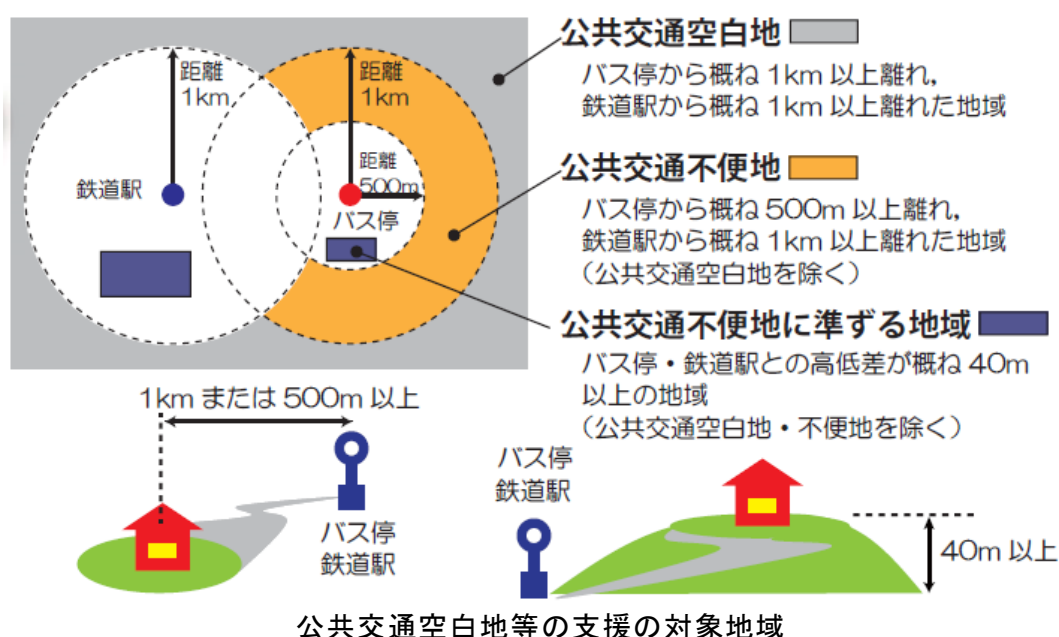 距離
1km
鉄道駅
距離
1km
距離
500m
バス停
公共交通空白地
バス停から概ね 1km 以上離れ,
鉄道駅から概ね 1km 以上離れた地域
公共交通不便地
バス停から概ね 500m 以上離れ,
鉄道駅から概ね 1km 以上離れた地域
(公共交通空白地を除く)
公共交通不便地に準ずる地域
バス停・鉄道駅との高低差が概ね 40m
以上の地域
(公共交通空白地・不便地を除く)
1km または 500m 以上
バス停
鉄道駅
バス停
鉄道駅
40m 以上
公共交通空白地等の支援の対象地域